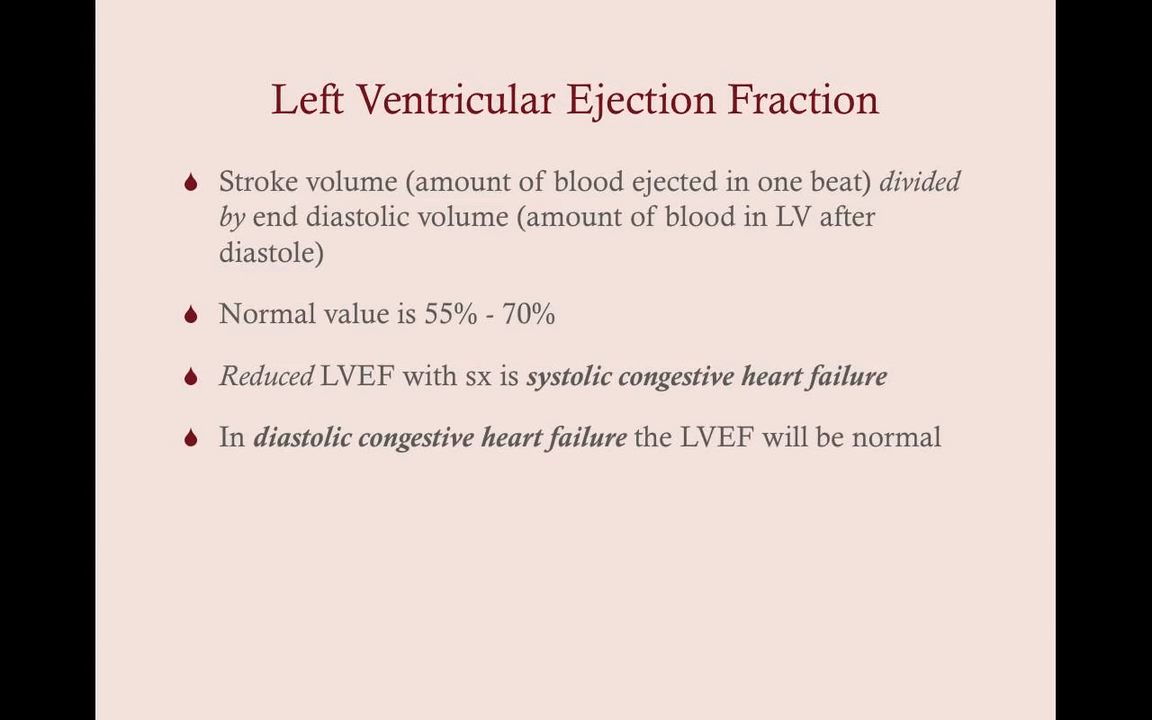 Left Ventricular Ejection Fraction
Stroke volume (amount of blood ejected in one beat) divided
by end diastolic volume (amount of blood in LV after
diastole)
Normal value is 55% - 70%
Reduced LVEF with sx is systolic congestive heart failure
In diastolic congestive heart failure the LVEF will be normal